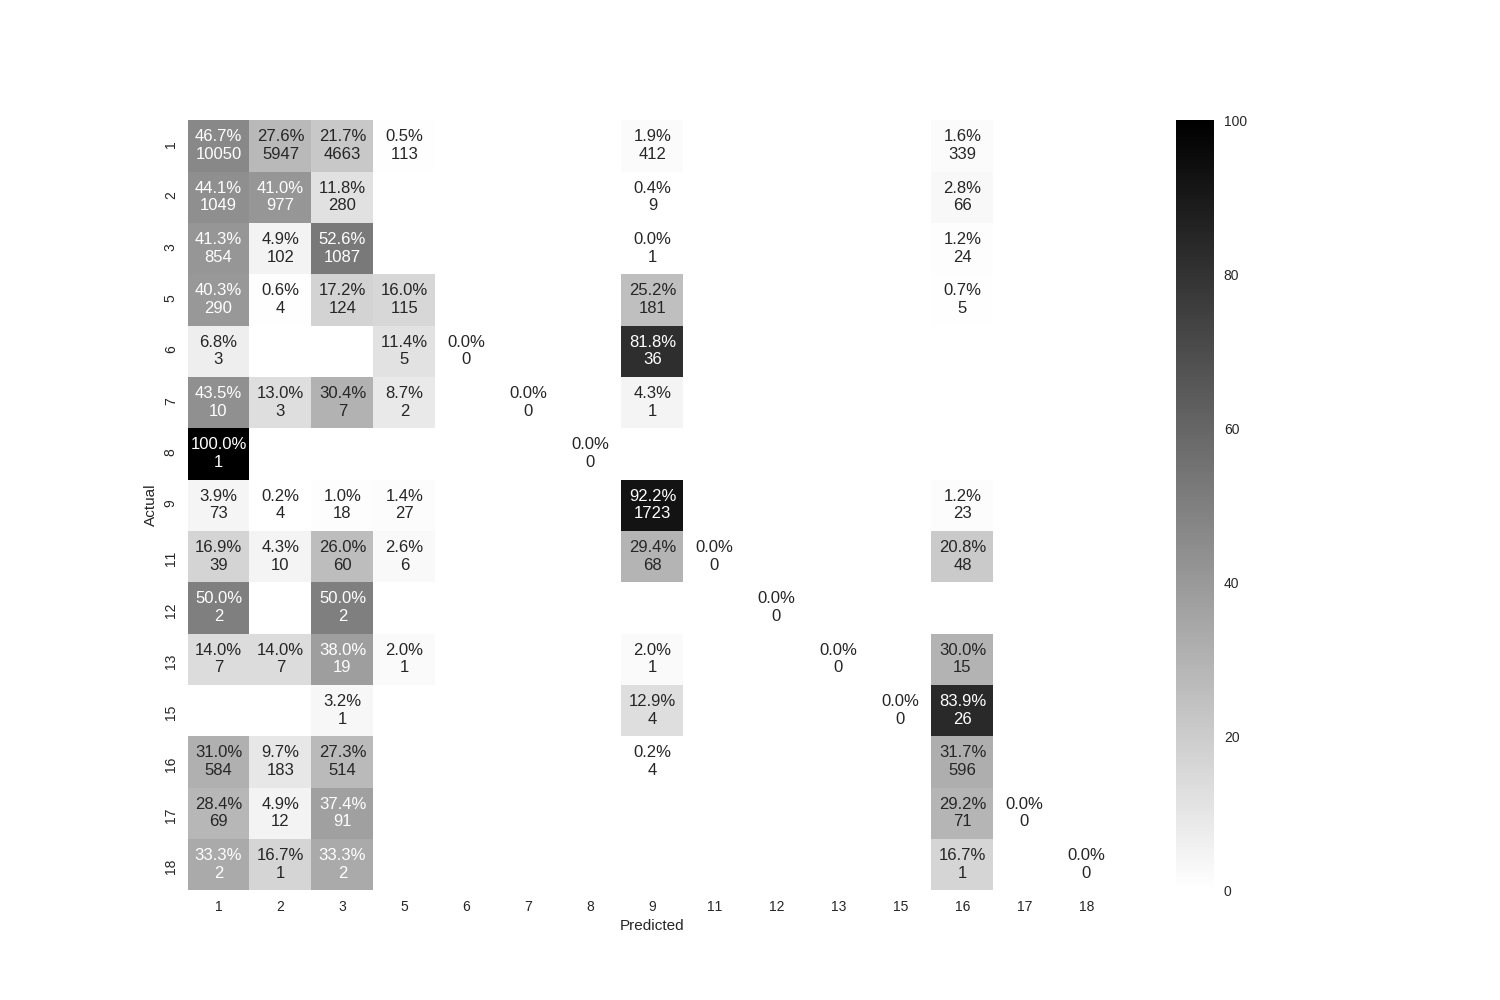 46.7% 27.6% 21.7% 0.5% 1.9% 1.6% 100
1 10050 5947 4663 113 412 339
44.1% 41.0% 11.8% 0.4% 2.8%
2 1049 977 280 9 66
41.3% 4.9% 52.6% 0.0% 1.2%
3 854 102 1087 1 24
80
40.3% 0.6% 17.2% 16.0% 25.2% 0.7%
5 290 4 124 115 181 5
6.8% 11.4% 0.0% 81.8%
6 3 5 0 36
43.5% 13.0% 30.4% 8.7% 0.0% 4.3%
7 10 3 7 2 0 1
60
100.0% 0.0%
8 1 0
Actual
3.9% 0.2% 1.0% 1.4% 92.2% 1.2%
9 73 4 18 27 1723 23
16.9% 4.3% 26.0% 2.6% 29.4% 0.0% 20.8%
11 39 10 60 6 68 0 48
40
50.0% 50.0% 0.0%
12 2 2 0
14.0% 14.0% 38.0% 2.0% 2.0% 0.0% 30.0%
13 7 7 19 1 1 0 15
3.2% 12.9% 0.0% 83.9%
15 1 4 0 26
20
31.0% 9.7% 27.3% 0.2% 31.7%
16 584 183 514 4 596
28.4% 4.9% 37.4% 29.2% 0.0%
17 69 12 91 71 0
33.3% 16.7% 33.3% 16.7% 0.0%
18 2 1 2 1 0
0
1 2 3 5 6 7 8 9 11 12 13 15 16 17 18
Predicted